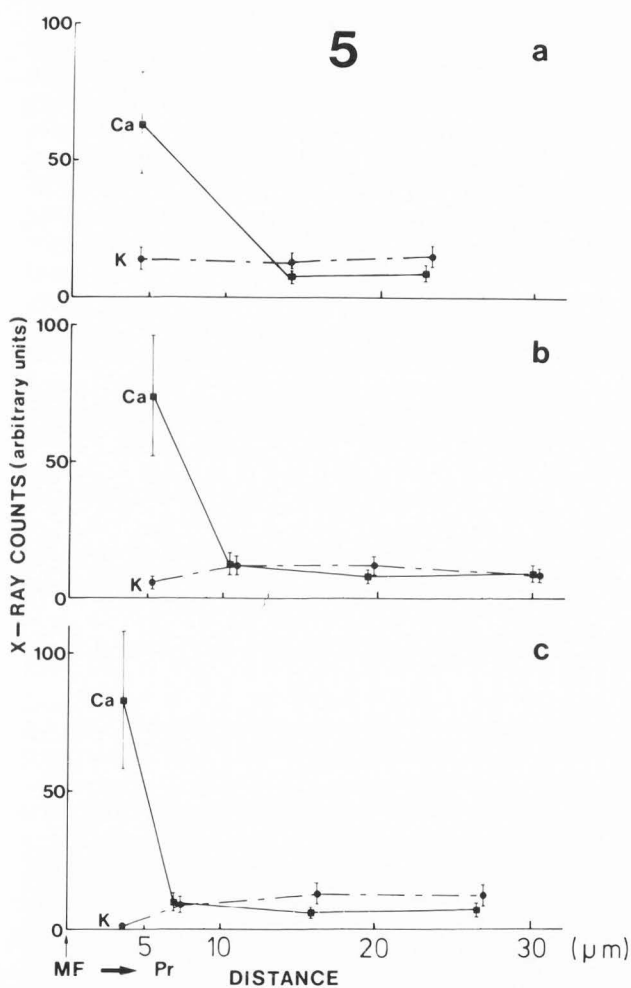 5
a
100
50
0
Ca
K
b
100
50
0
Ca
K
c
100
50
0
Ca
K
X-RAY COUNTS (arbitrary units)
5 10 20 30 (μm)
MF → Pr
DISTANCE